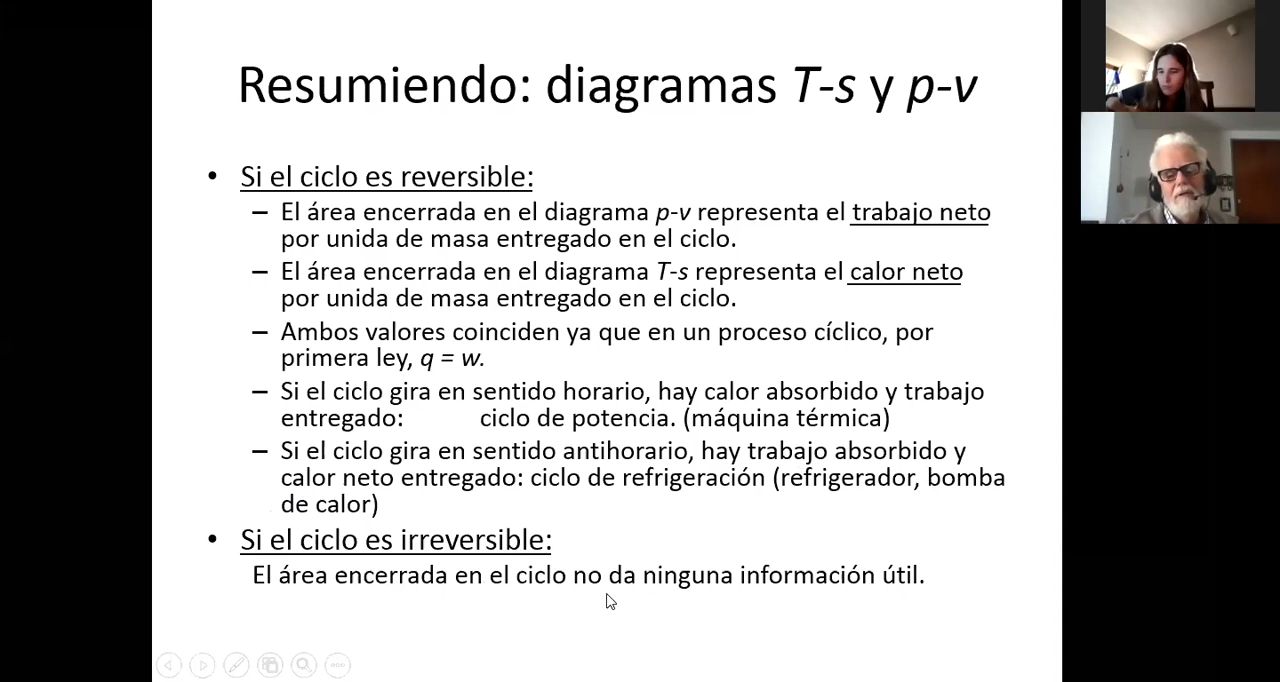 Resumiendo: diagramas T-s y p-v
• Si el ciclo es reversible:
– El área encerrada en el diagrama p-v representa el trabajo neto
por unida de masa entregado en el ciclo.
– El área encerrada en el diagrama T-s representa el calor neto
por unida de masa entregado en el ciclo.
– Ambos valores coinciden ya que en un proceso cíclico, por
primera ley, q = w.
– Si el ciclo gira en sentido horario, hay calor absorbido y trabajo
entregado: ciclo de potencia. (máquina térmica)
– Si el ciclo gira en sentido antihorario, hay trabajo absorbido y
calor neto entregado: ciclo de refrigeración (refrigerador, bomba
de calor)
• Si el ciclo es irreversible:
El área encerrada en el ciclo no da ninguna información útil.